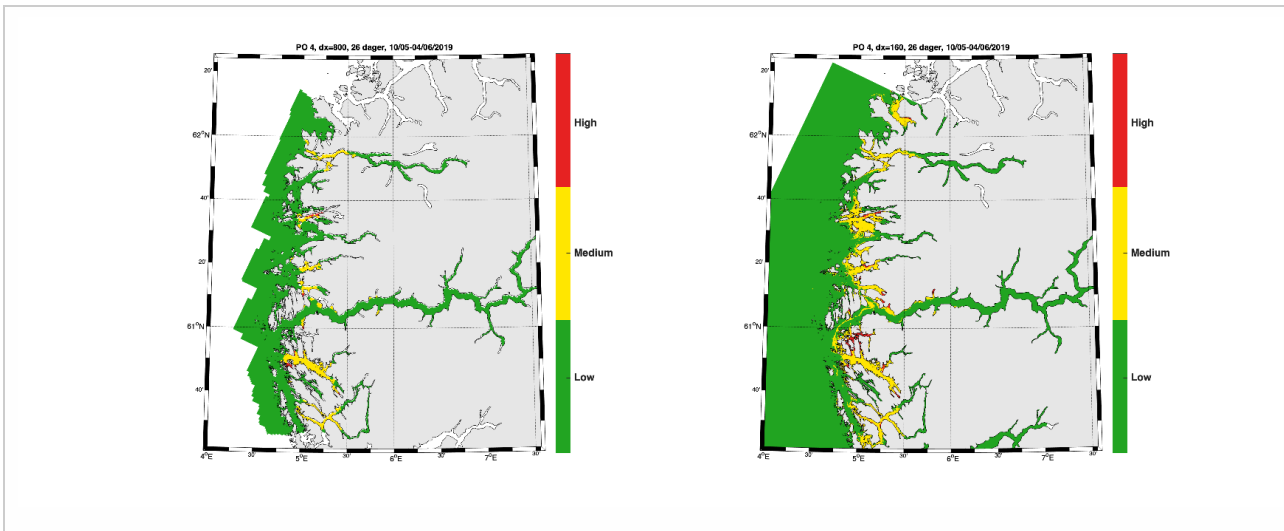 PO 4, dx=800, 26 dager, 10/05-04/06/2019
20'
62°N
40'
20'
61°N
40'
4°E
30'
5°E
30'
6°E
30'
7°E
30'
High
Medium
Low
PO 4, dx=160, 26 dager, 10/05-04/06/2019
20'
62°N
40'
20'
61°N
40'
4°E
30'
5°E
30'
6°E
30'
7°E
30'
High
Medium
Low